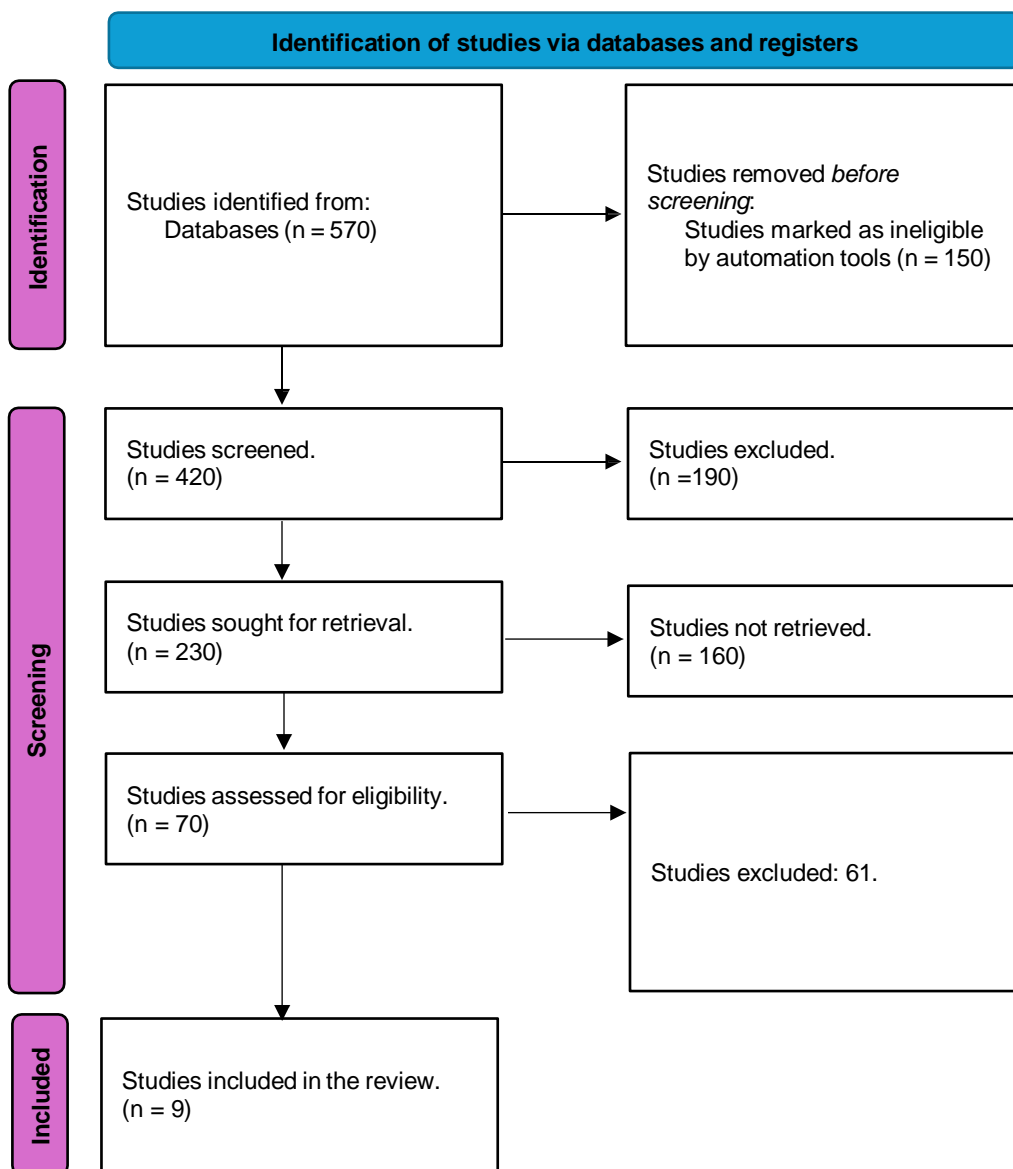 Identification of studies via databases and registers
Identification
Studies identified from:
Databases (n = 570)
Studies removed before
screening:
Studies marked as ineligible
by automation tools (n = 150)
Screening
Studies screened.
(n = 420)
Studies excluded.
(n =190)
Studies sought for retrieval.
(n = 230)
Studies not retrieved.
(n = 160)
Studies assessed for eligibility.
(n = 70)
Studies excluded: 61.
Included
Studies included in the review.
(n = 9)